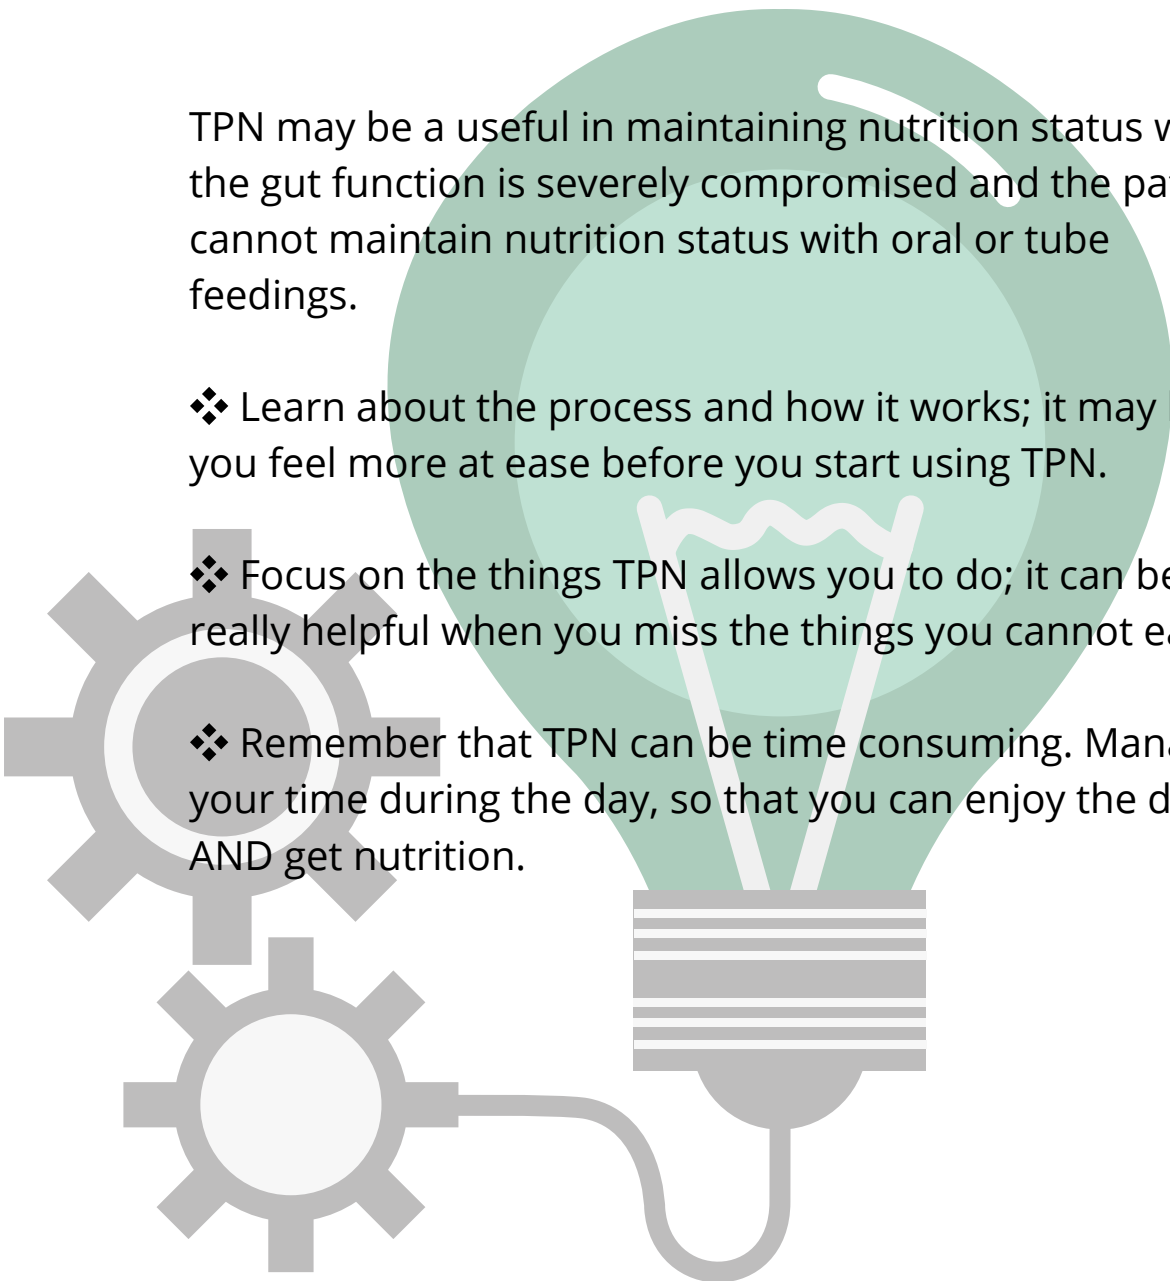 TPN may be a useful in maintaining nutrition status
the gut function is severely compromised and the
cannot maintain nutrition status with oral or tube
feedings.
❖ Learn about the process and how it works; it may
you feel more at ease before you start using TPN.
❖ Focus on the things TPN allows you to do; it can be
really helpful when you miss the things you cannot
❖ Remember that TPN can be time consuming.
your time during the day, so that you can enjoy the
AND get nutrition.